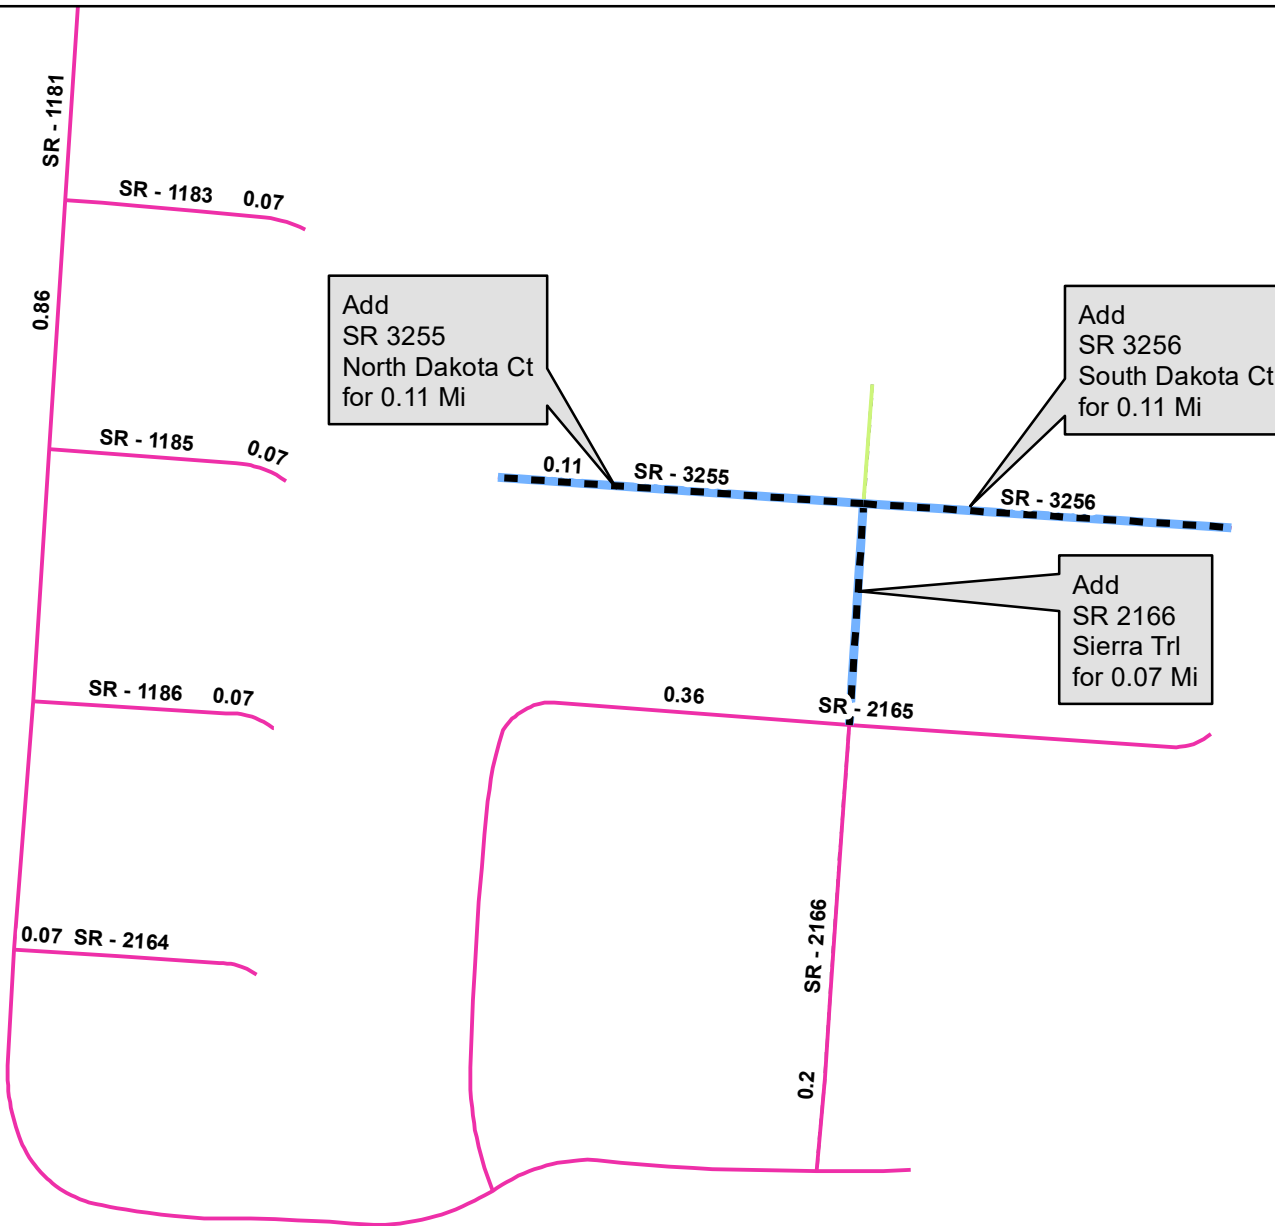 SR - 1181
SR - 1183 0.07
0.86
Add
SR 3255
North Dakota Ct
for 0.11 Mi
Add
SR 3256
South Dakota Ct
for 0.11 Mi
SR - 1185 0.07
0.11 SR - 3255
SR - 3256
Add
SR 2166
Sierra Trl
for 0.07 Mi
SR - 1186 0.07
0.36 SR - 2165
0.07 SR - 2164
SR - 2166
0.2